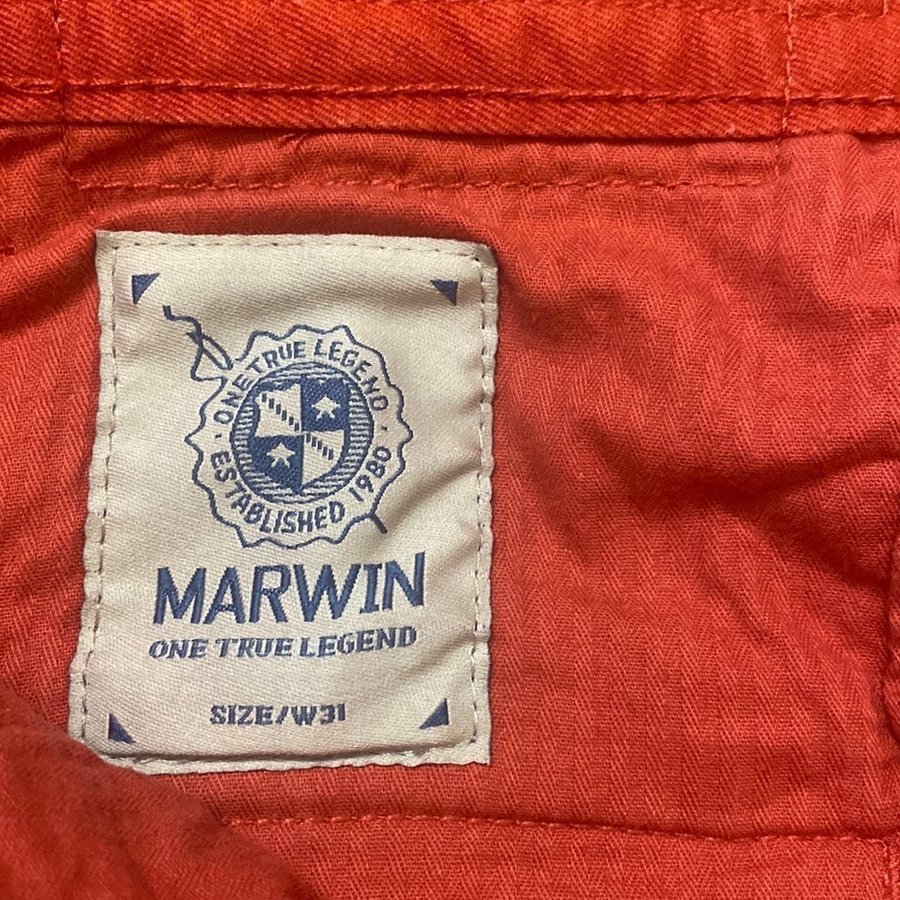 ONE TRUE LEGEND
ESTABLISHED 1980
MARWIN
ONE TRUE LEGEND
SIZE/W31